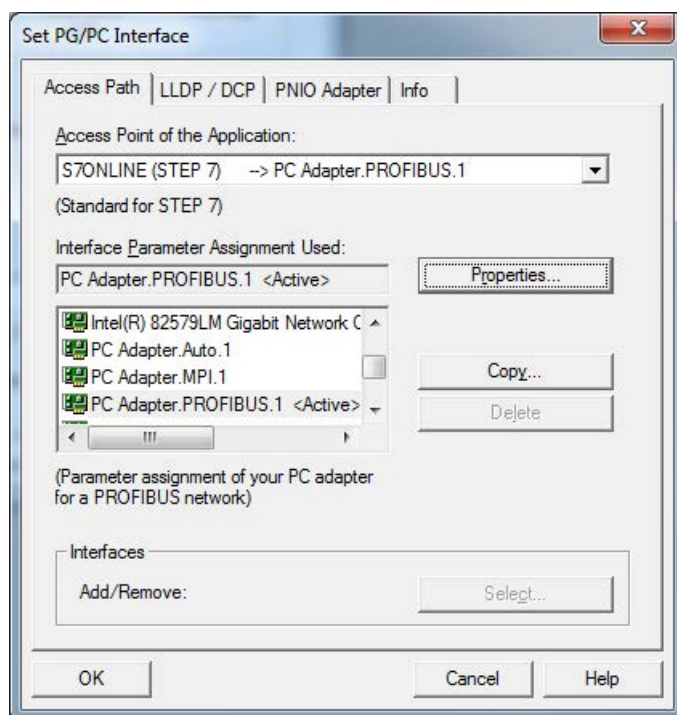 Set PG/PC Interface
Access Path
LLDP / DCP
PNIO Adapter
Info
Access Point of the Application:
S7ONLINE (STEP 7) --> PC Adapter.PROFIBUS.1
(Standard for STEP 7)
Interface Parameter Assignment Used:
PC Adapter.PROFIBUS.1 <Active>
Properties...
Intel(R) 82579LM Gigabit Network C
PC Adapter.Auto.1
PC Adapter.MPI.1
PC Adapter.PROFIBUS.1 <Active>
Copy...
Delete
(Parameter assignment of your PC adapter
for a PROFIBUS network)
Interfaces
Add/Remove:
Select...
OK
Cancel
Help